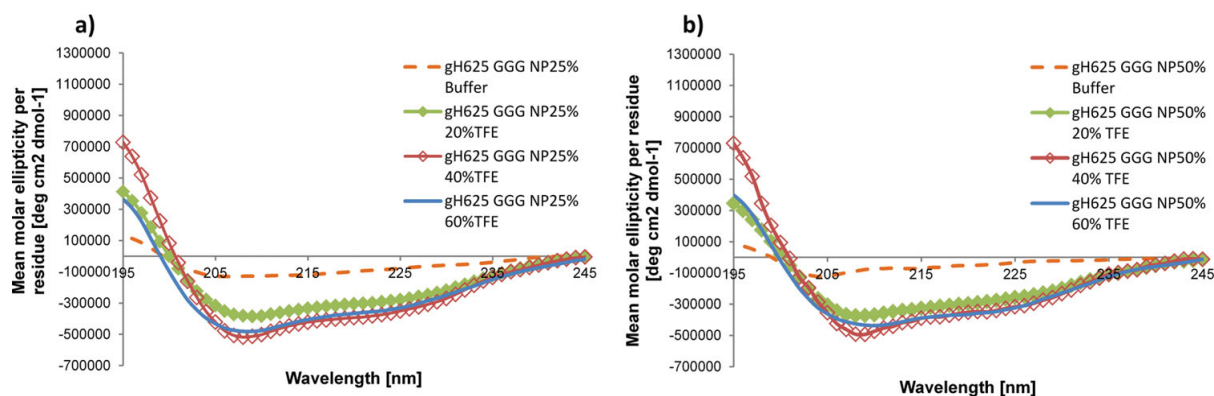 a)
Mean molar ellipticity per
residue [deg cm2 dmol-1]
1300000
1100000
900000
700000
500000
300000
100000
-100000
-300000
-500000
-700000
195
205
215
225
235
245
Wavelength [nm]
gH625 GGG NP25%
Buffer
gH625 GGG NP25%
20%TFE
gH625 GGG NP25%
40%TFE
gH625 GGG NP25%
60%TFE
b)
Mean molar ellipticity per residue
[deg cm2 dmol-1]
1300000
1100000
900000
700000
500000
300000
100000
-100000
-300000
-500000
-700000
195
205
215
225
235
245
Wavelength [nm]
gH625 GGG NP50%
Buffer
gH625 GGG NP50%
20% TFE
gH625 GGG NP50%
40% TFE
gH625 GGG NP50%
60% TFE